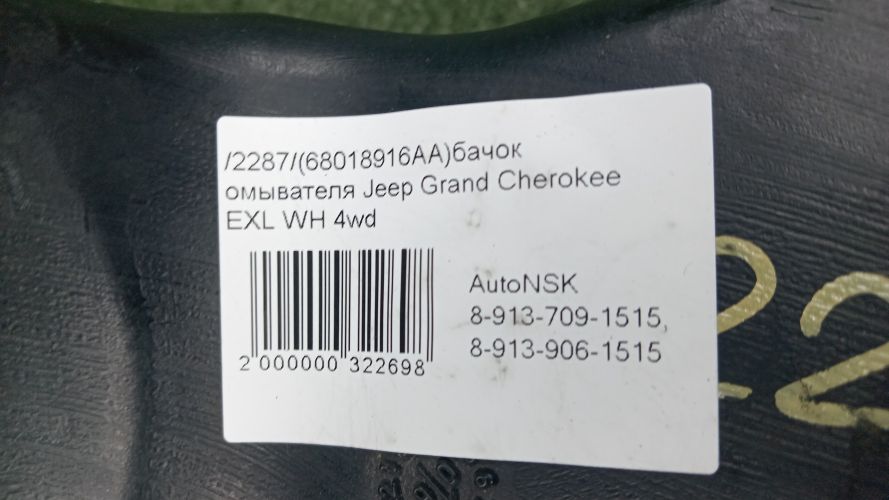 /2287/(68018916AA)бачок
омывателя Jeep Grand Cherokee
EXL WH 4wd
AutoNSK
8-913-709-1515,
8-913-906-1515
2 000000 322698
22